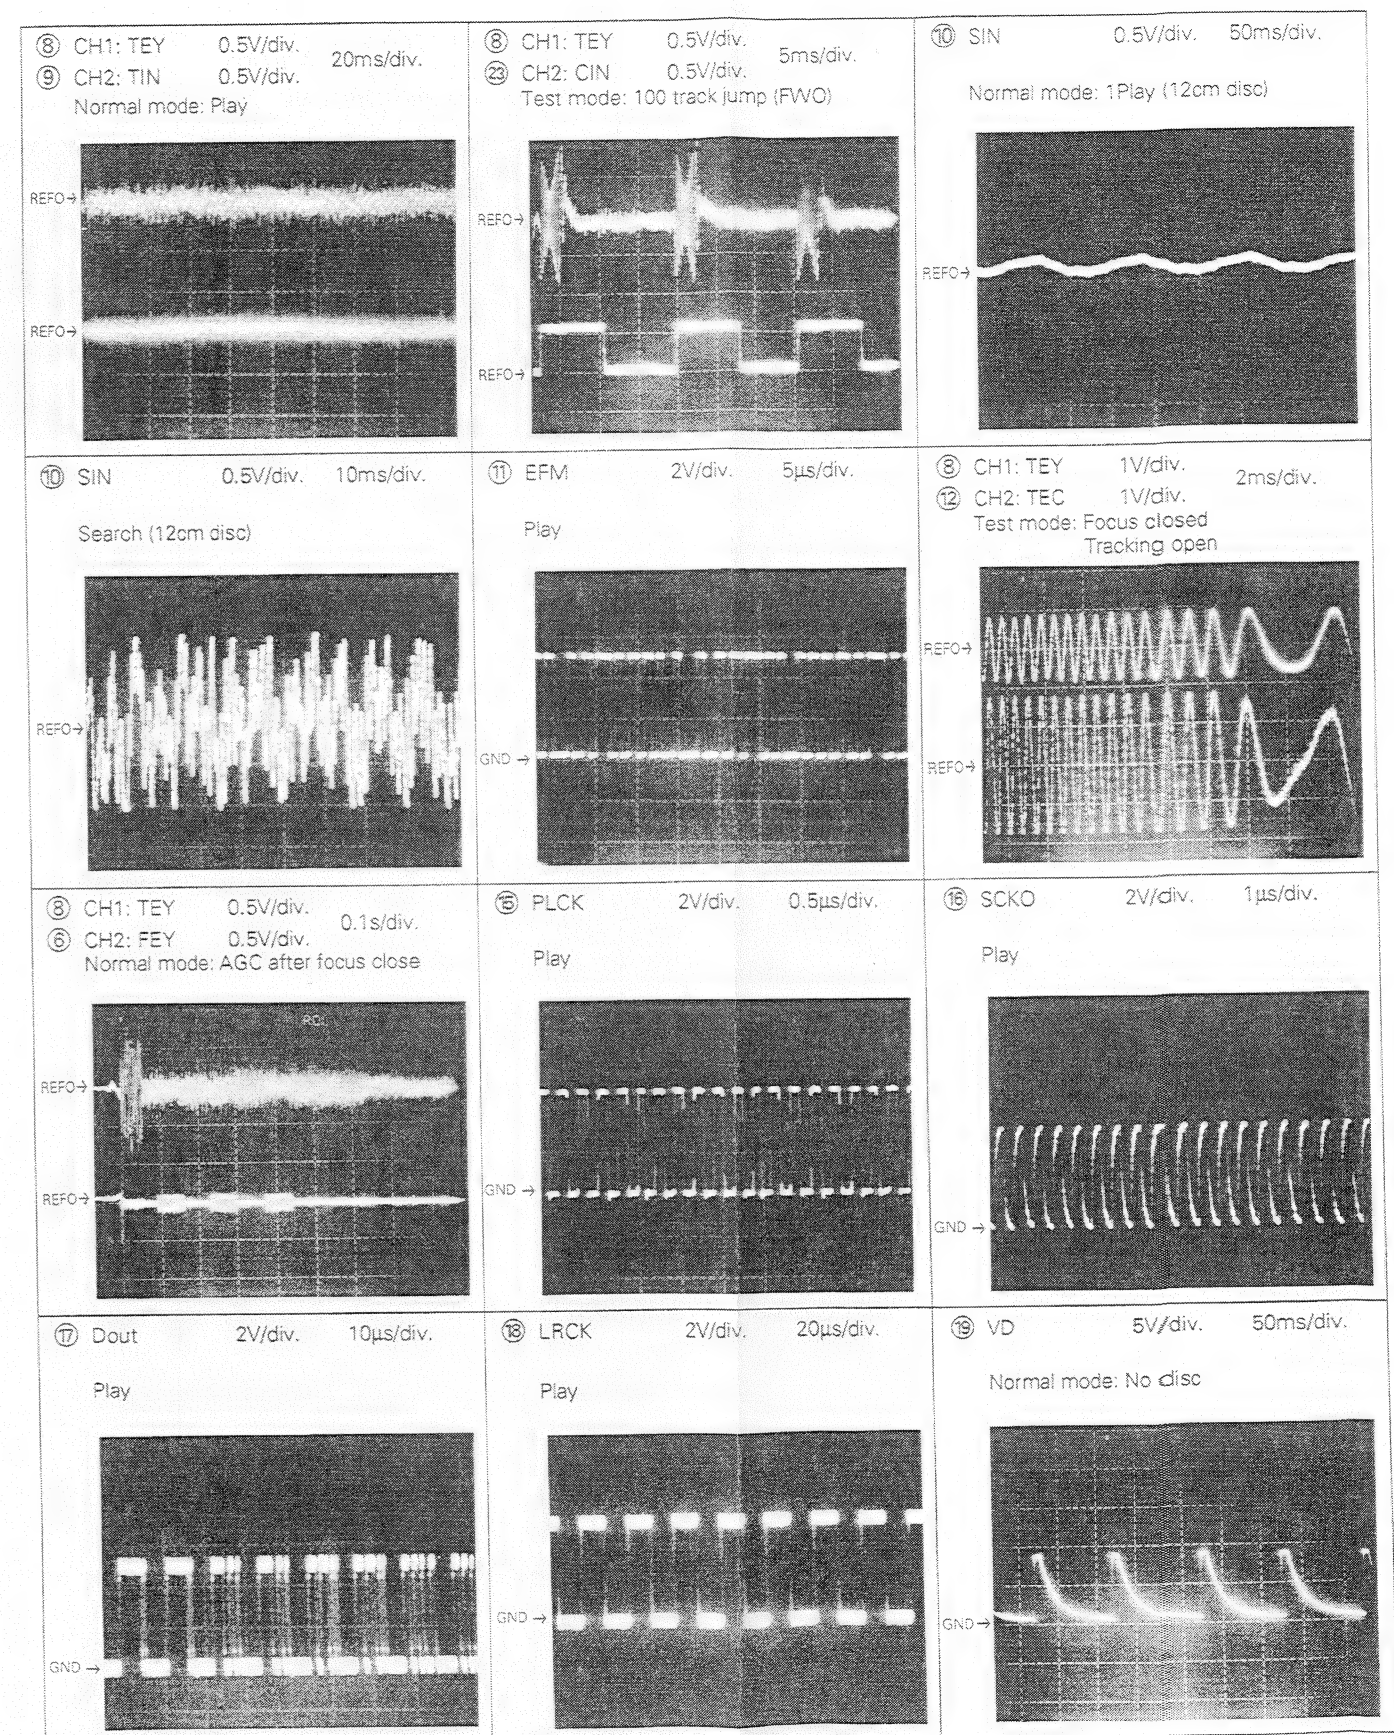 ⑧ CH1: TEY 0.5V/div. 20ms/div.
⑨ CH2: TIN 0.5V/div.
Normal mode: Play
REFO→
REFO→
⑧ CH1: TEY 0.5V/div. 5ms/div.
㉓ CH2: CIN 0.5V/div.
Test mode: 100 track jump (FWO)
REFO→
REFO→
⑩ SIN 0.5V/div. 50ms/div.
Normal mode: 1Play (12cm disc)
REFO→
⑩ SIN 0.5V/div. 10ms/div.
Search (12cm disc)
REFO→
⑪ EFM 2V/div. 5µs/div.
Play
GND →
⑧ CH1: TEY 1V/div. 2ms/div.
⑫ CH2: TEC 1V/div.
Test mode: Focus closed
Tracking open
REFO→
REFO→
⑧ CH1: TEY 0.5V/div. 0.1s/div.
⑥ CH2: FEY 0.5V/div.
Normal mode: AGC after focus close
REFO→
REFO→
⑮ PLCK 2V/div. 0.5µs/div.
Play
GND →
⑯ SCKO 2V/div. 1µs/div.
Play
GND →
⑰ Dout 2V/div. 10µs/div.
Play
GND →
⑱ LRCK 2V/div. 20µs/div.
Play
GND →
⑲ VD 5V/div. 50ms/div.
Normal mode: No disc
GND→